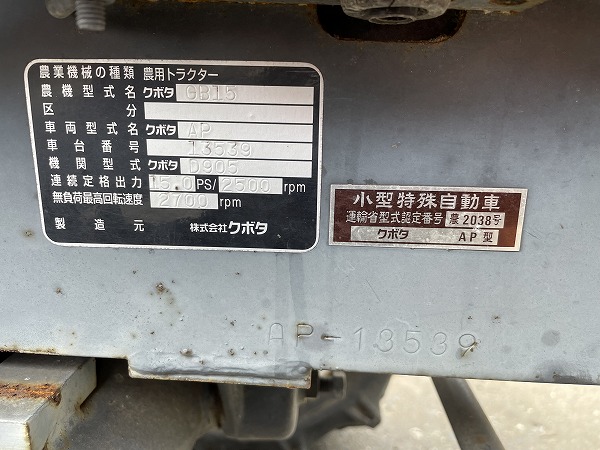 農業機械の種類 農用トラクター
農機型式名 クボタ GB15
区分
車両型式名 クボタ AP
車台番号 13539
機関型式 クボタ D905
連続定格出力 15.0 PS/2500 rpm
無負荷最高回転速度 2700 rpm
製造元 株式会社クボタ
小型特殊自動車
運輸省型式認定番号 農2038号
クボタ AP型
AP-13539